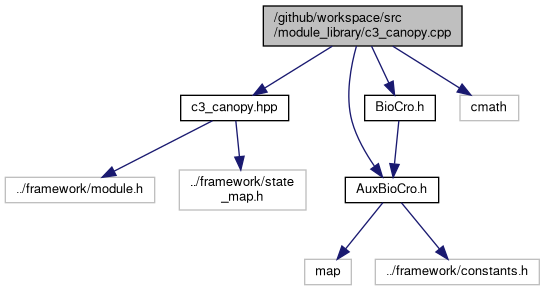 /github/workspace/src
/module_library/c3_canopy.cpp
c3_canopy.hpp
BioCro.h
cmath
../framework/module.h
../framework/state
_map.h
AuxBioCro.h
map
../framework/constants.h